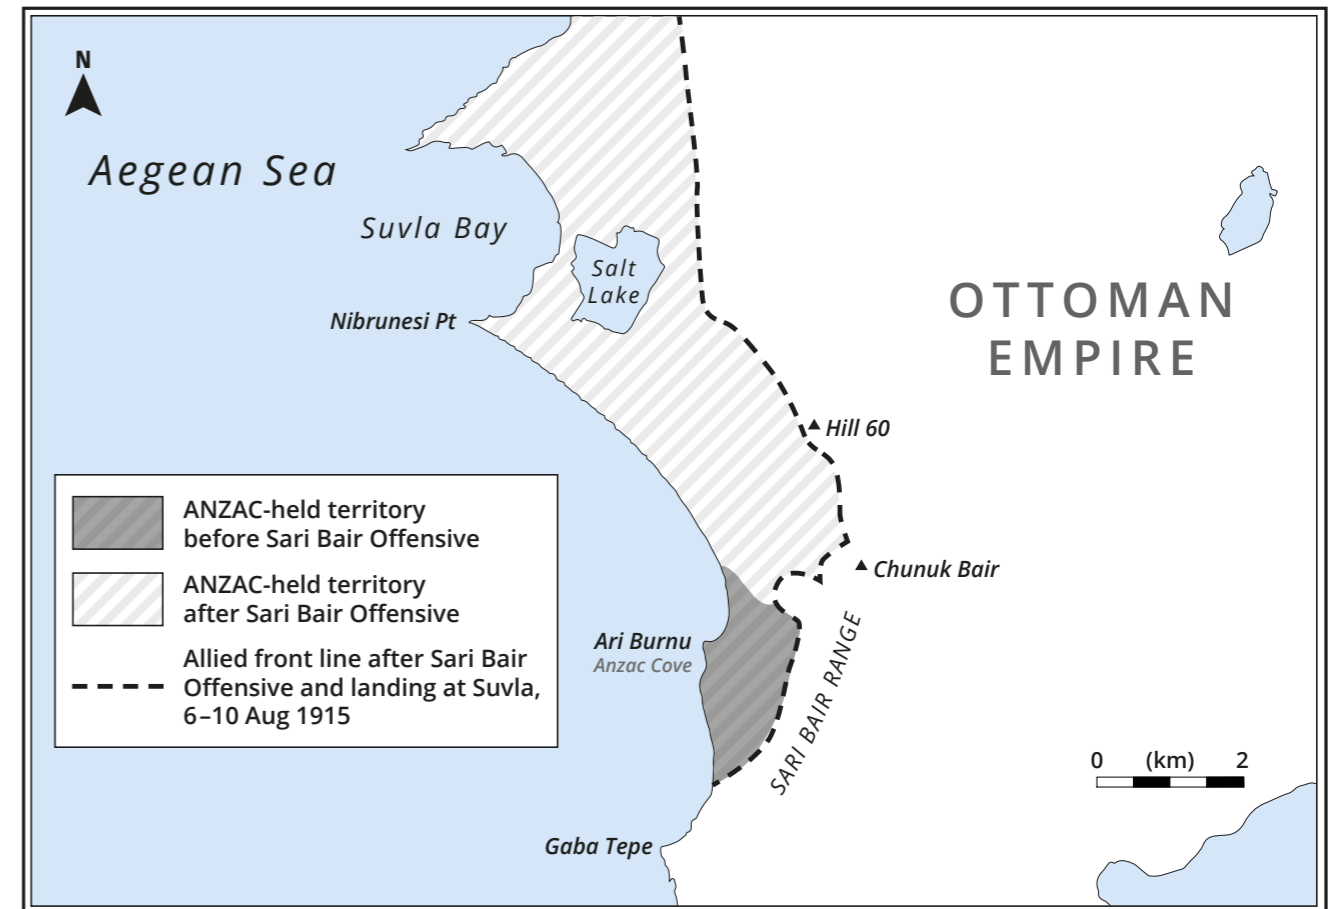 N
Aegean Sea
Suvla Bay
Salt
Lake
Nibrunesi Pt
OTTOMAN
EMPIRE
Hill 60
ANZAC-held territory
before Sari Bair Offensive
ANZAC-held territory
after Sari Bair Offensive
Allied front line after Sari Bair
Offensive and landing at Suvla,
6–10 Aug 1915
Chunuk Bair
Ari Burnu
Anzac Cove
SARI BAIR RANGE
0 (km) 2
Gaba Tepe